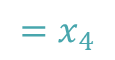 = x₄